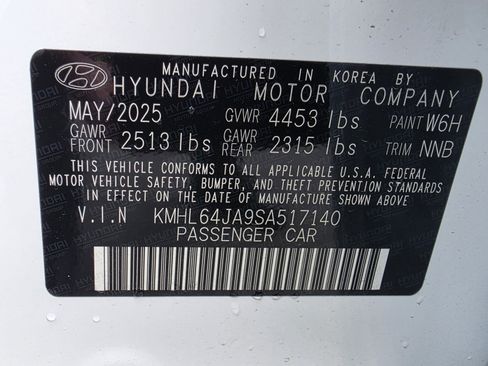 MANUFACTURED IN KOREA BY
HYUNDAI MOTOR COMPANY
MAY/2025 GVWR 4453 lbs PAINT W6H
GAWR FRONT 2513 lbs GAWR REAR 2315 lbs TRIM NNB
THIS VEHICLE CONFORMS TO ALL APPLICABLE U.S.A. FEDERAL
MOTOR VEHICLE SAFETY, BUMPER, AND THEFT PREVENTION STANDARDS
IN EFFECT ON THE DATE OF MANUFACTURE SHOWN ABOVE
V.I.N KMHL64JA9SA517140
PASSENGER CAR